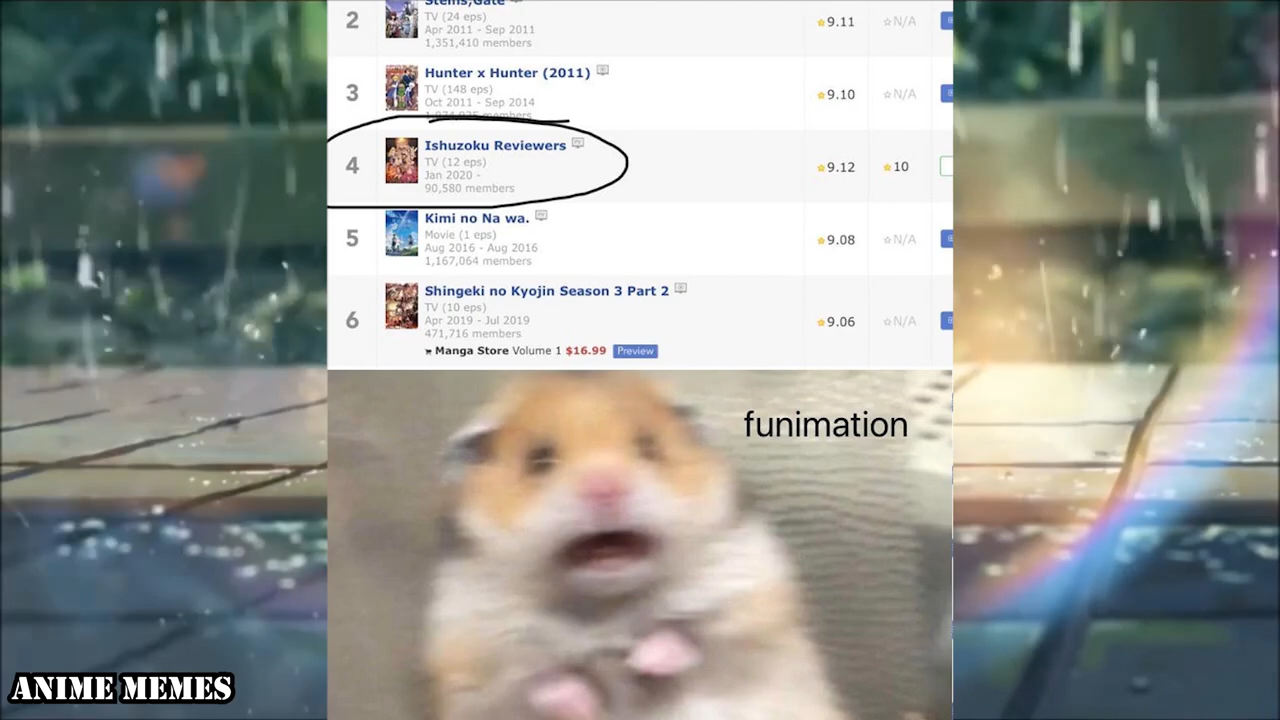 2
Steins;Gate
TV (24 eps)
Apr 2011 - Sep 2011
1,351,410 members
9.11
N/A
3
Hunter x Hunter (2011)
TV (148 eps)
Oct 2011 - Sep 2014
members
9.10
N/A
4
Ishuzoku Reviewers
TV (12 eps)
Jan 2020 -
90,580 members
9.12
10
5
Kimi no Na wa.
Movie (1 eps)
Aug 2016 - Aug 2016
1,167,064 members
9.08
N/A
6
Shingeki no Kyojin Season 3 Part 2
TV (10 eps)
Apr 2019 - Jul 2019
471,716 members
Manga Store Volume 1 $16.99 Preview
9.06
N/A
funimation
ANIME MEMES